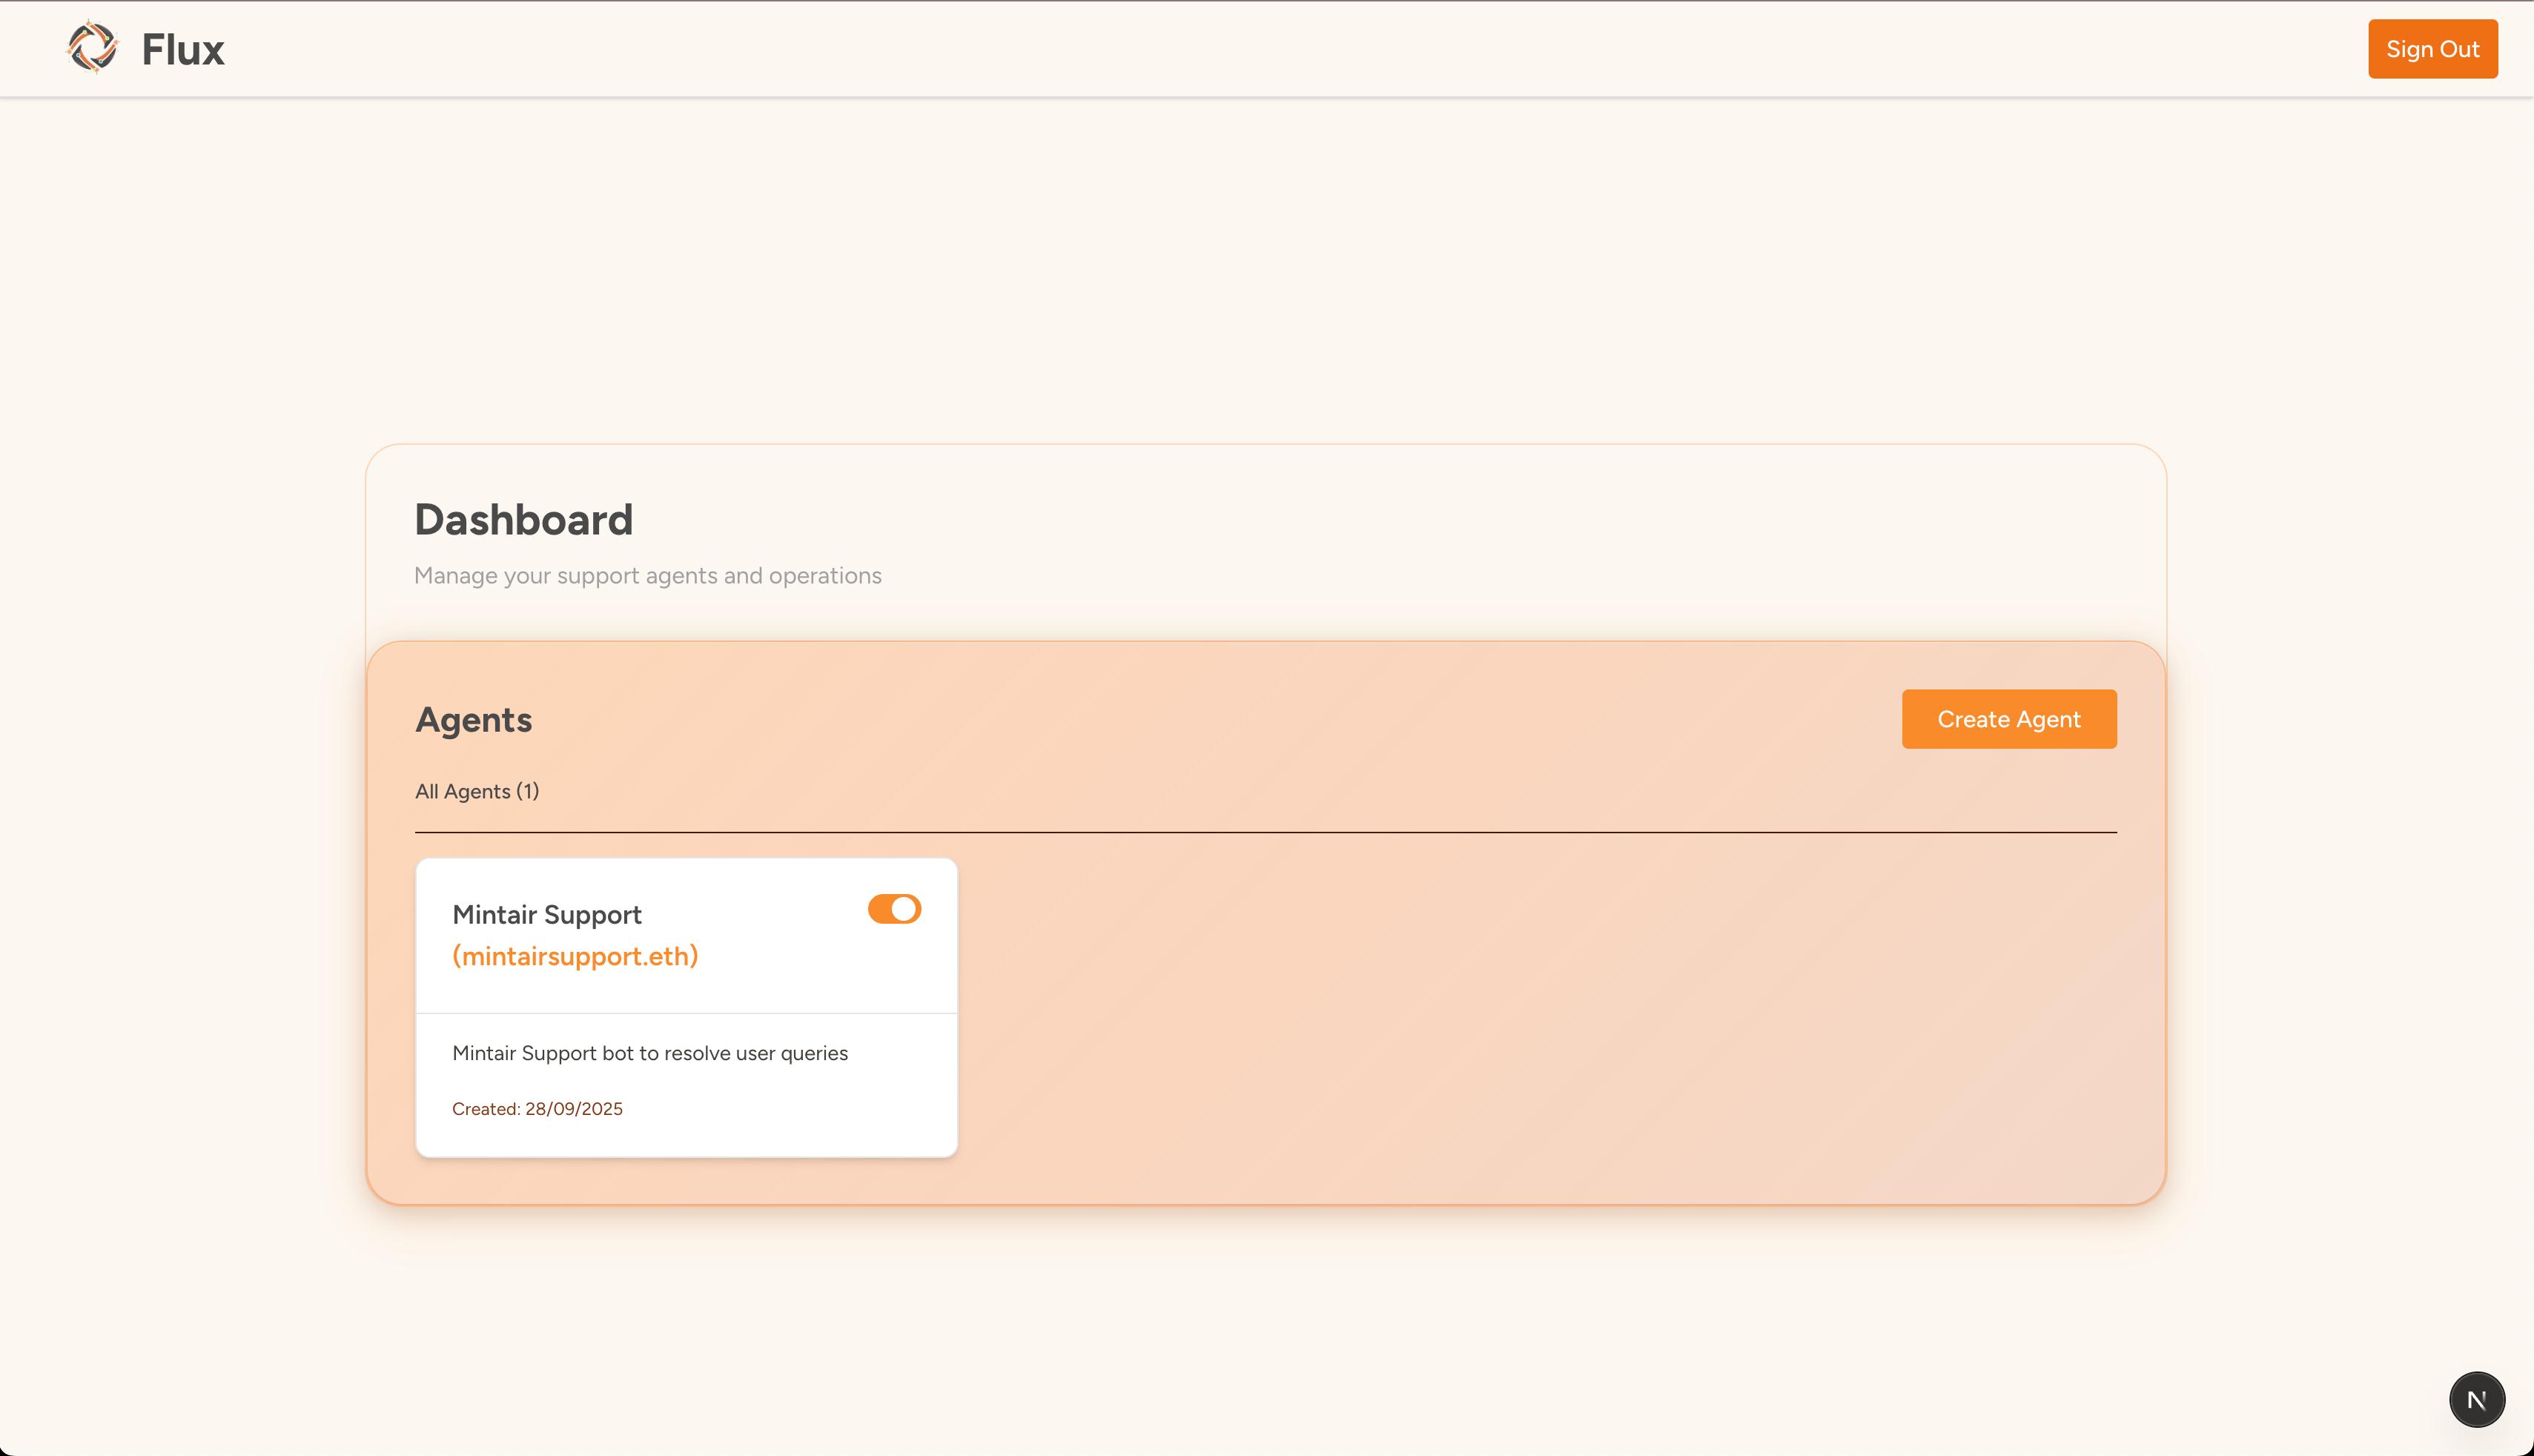 Flux
Sign Out
Dashboard
Manage your support agents and operations
Agents
Create Agent
All Agents (1)
Mintair Support
(mintairsupport.eth)
Mintair Support bot to resolve user queries
Created: 28/09/2025
N